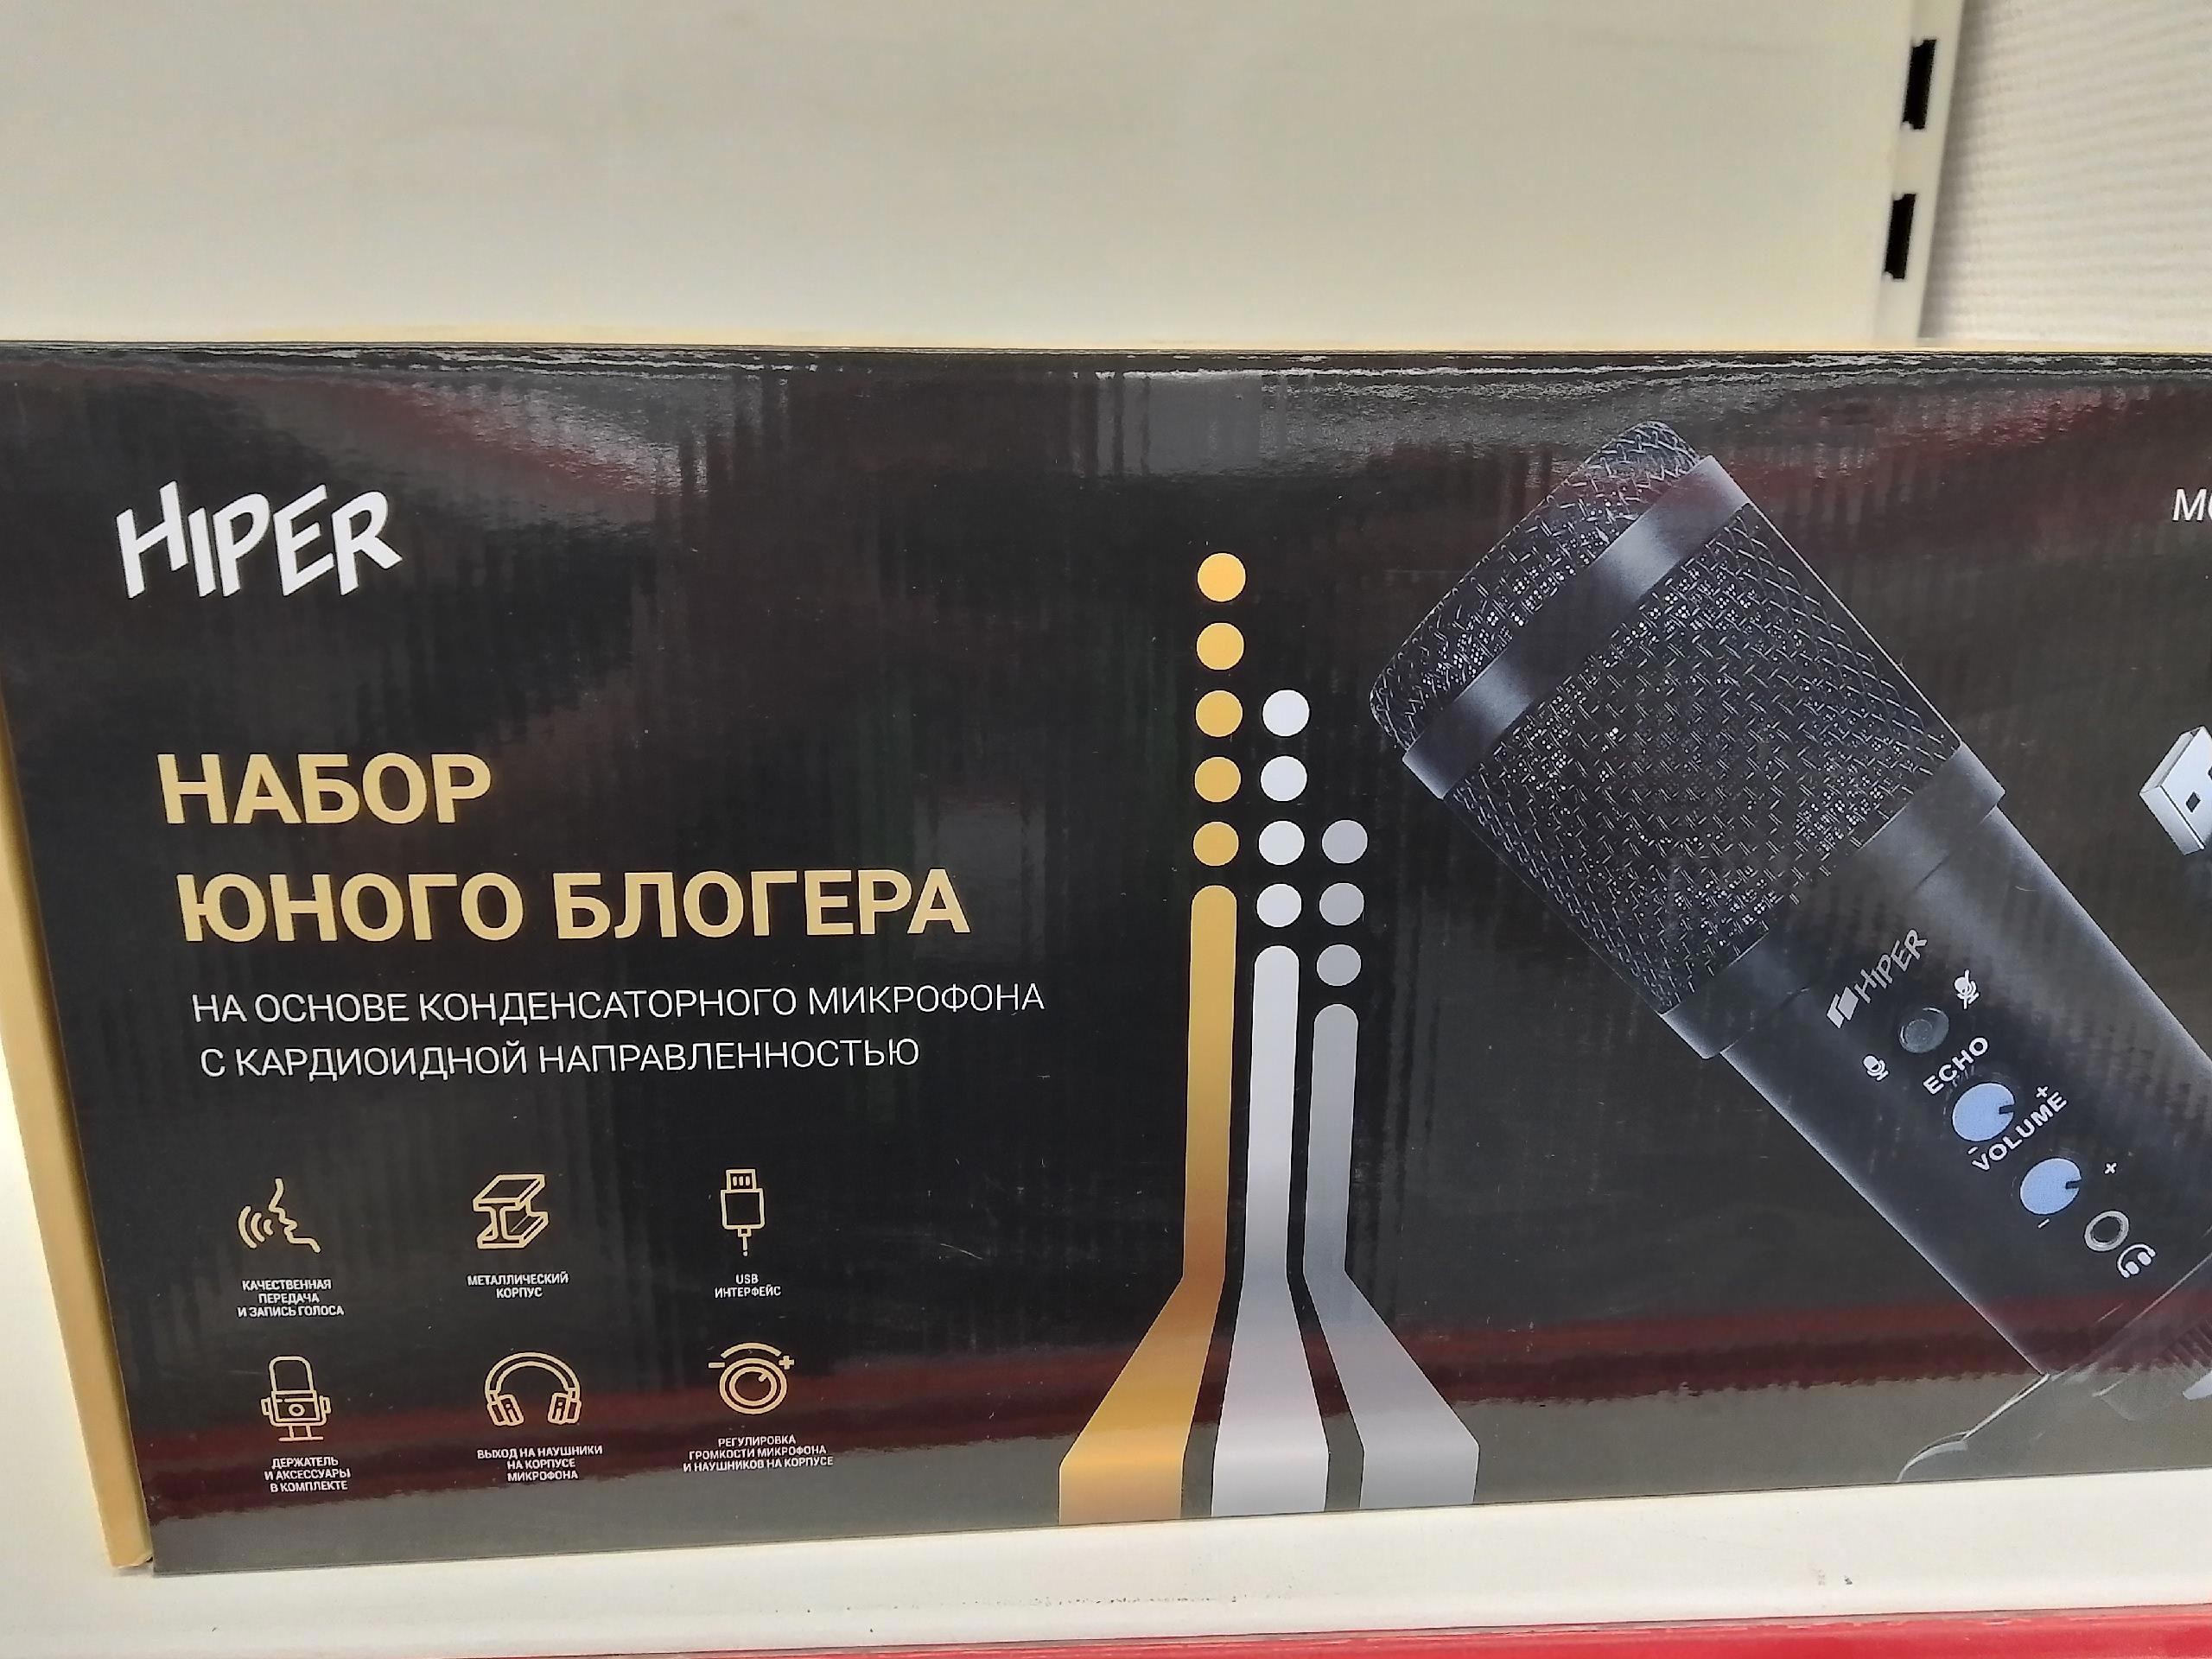 HIPER
НАБОР
ЮНОГО БЛОГЕРА
НА ОСНОВЕ КОНДЕНСАТОРНОГО МИКРОФОНА
С КАРДИОИДНОЙ НАПРАВЛЕННОСТЬЮ
КАЧЕСТВЕННАЯ
ПЕРЕДАЧА
И ЗАПИСЬ ГОЛОСА
МЕТАЛЛИЧЕСКИЙ
КОРПУС
USB
ИНТЕРФЕЙС
ДЕРЖАТЕЛЬ
И АКСЕССУАРЫ
В КОМПЛЕКТЕ
ВЫХОД НА НАУШНИКИ
НА КОРПУСЕ
МИКРОФОНА
РЕГУЛИРОВКА
ГРОМКОСТИ МИКРОФОНА
И НАУШНИКОВ НА КОРПУСЕ
HIPER
ECHO
VOLUME